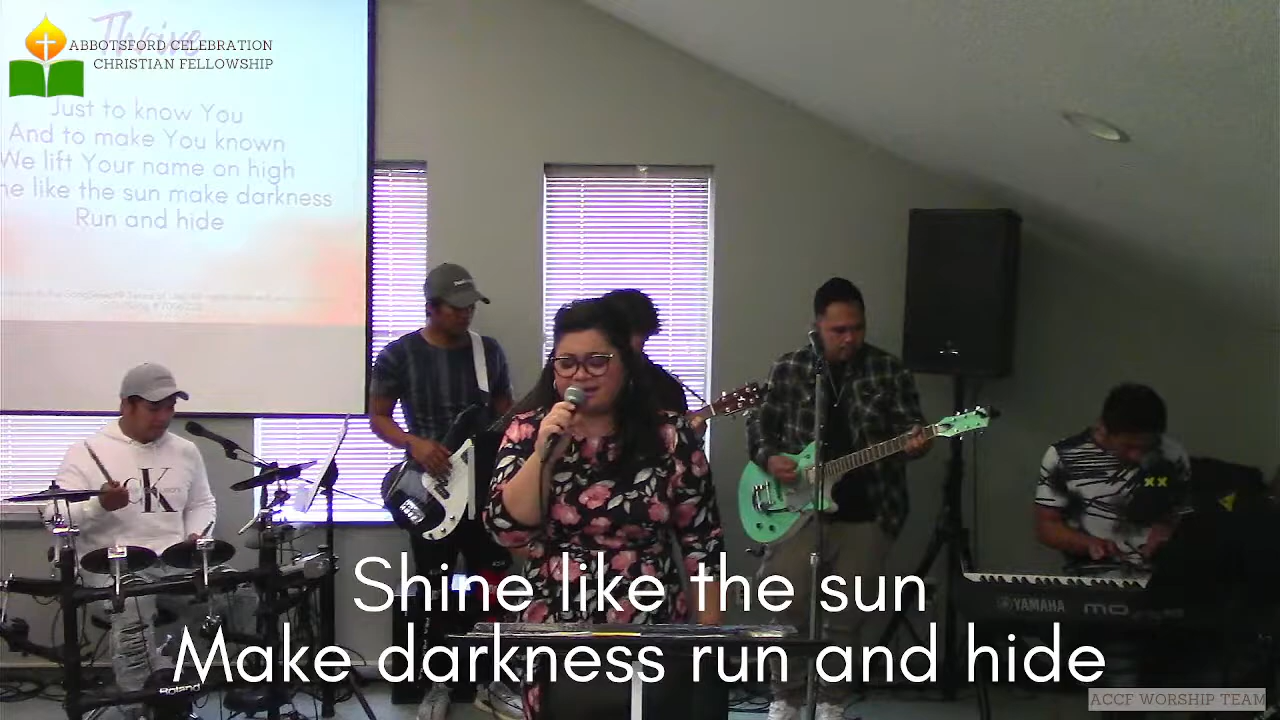 Thrive
ABBOTSFORD CELEBRATION
CHRISTIAN FELLOWSHIP
Just to know You
And to make You known
We lift Your name on high
ne like the sun make darkness
Run and hide
CK
YAMAHA MO
Roland
Shine like the sun
Make darkness run and hide
ACCF WORSHIP TEAM